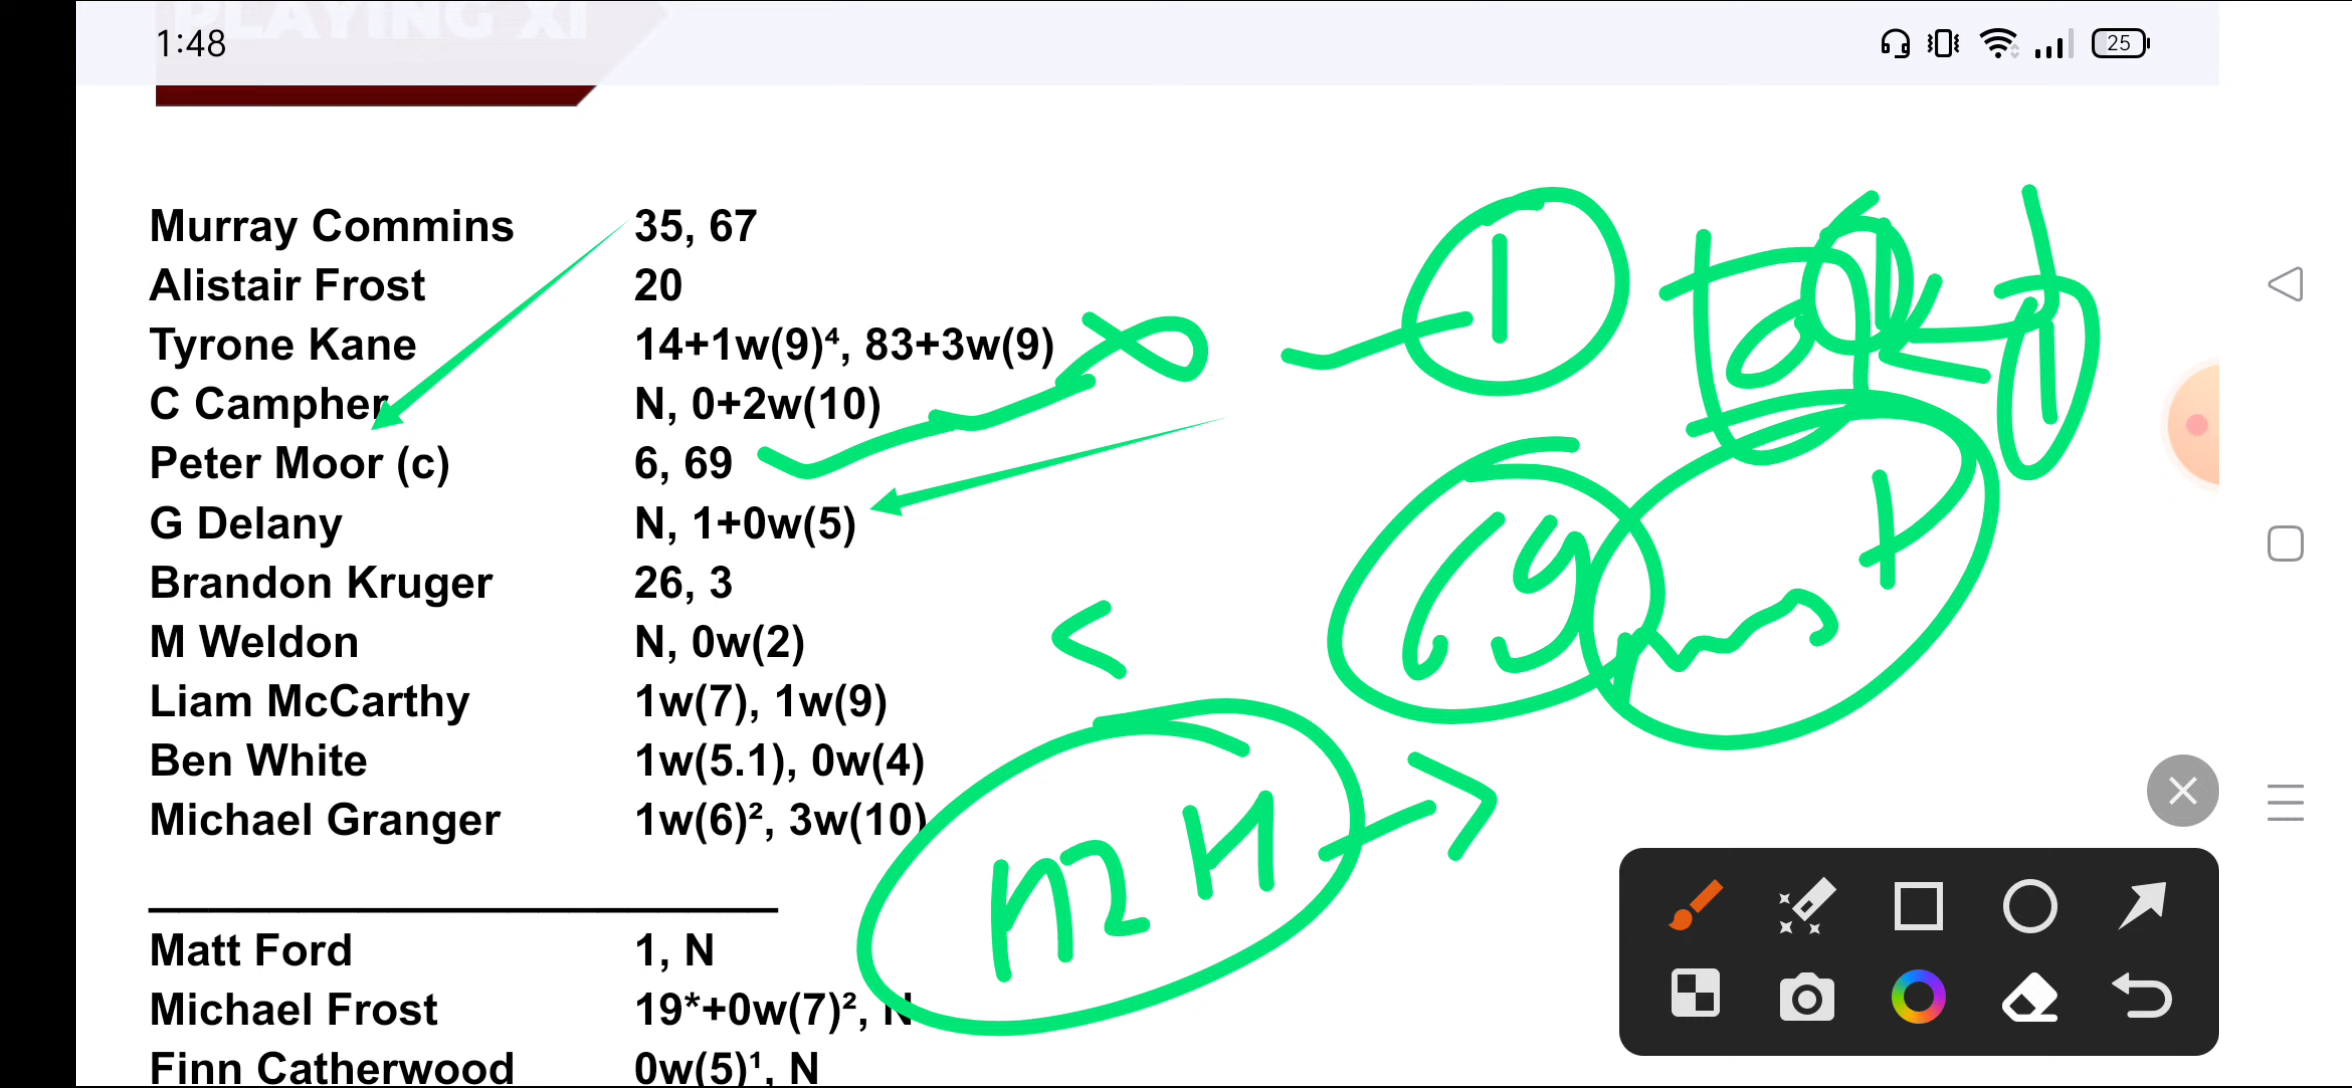 PLAYING XI
1:48
25
Murray Commins 35, 67
Alistair Frost 20
Tyrone Kane 14+1w(9)⁴, 83+3w(9)
C Campher N, 0+2w(10)
Peter Moor (c) 6, 69
G Delany N, 1+0w(5)
Brandon Kruger 26, 3
M Weldon N, 0w(2)
Liam McCarthy 1w(7), 1w(9)
Ben White 1w(5.1), 0w(4)
Michael Granger 1w(6)², 3w(10)
Matt Ford 1, N
Michael Frost 19*+0w(7)², N
Finn Catherwood 0w(5)¹, N
1
H2H